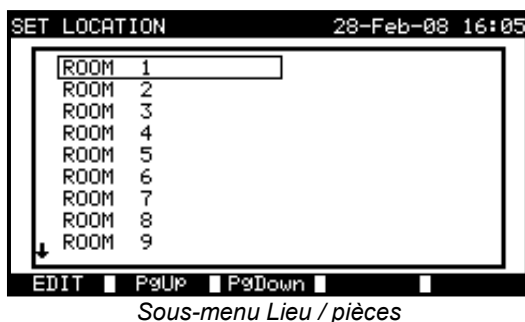 SET LOCATION 28-Feb-08 16:05
ROOM 1
ROOM 2
ROOM 3
ROOM 4
ROOM 5
ROOM 6
ROOM 7
ROOM 8
ROOM 9
EDIT PgUp PgDown
Sous-menu Lieu / pièces